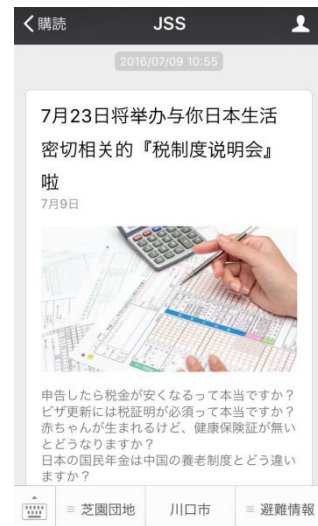 購読
JSS
2016/07/09 10:55
7月23日将举办与你日本生活
密切相关的『税制度说明会』
啦
7月9日
申告したら税金が安くなるって本当ですか？
ビザ更新には税証明が必須って本当ですか？
赤ちゃんが生まれるけど、健康保険証が無い
とどうなりますか？
日本の国民年金は中国の養老制度とどう違い
ますか？
芝園団地
川口市
避難情報